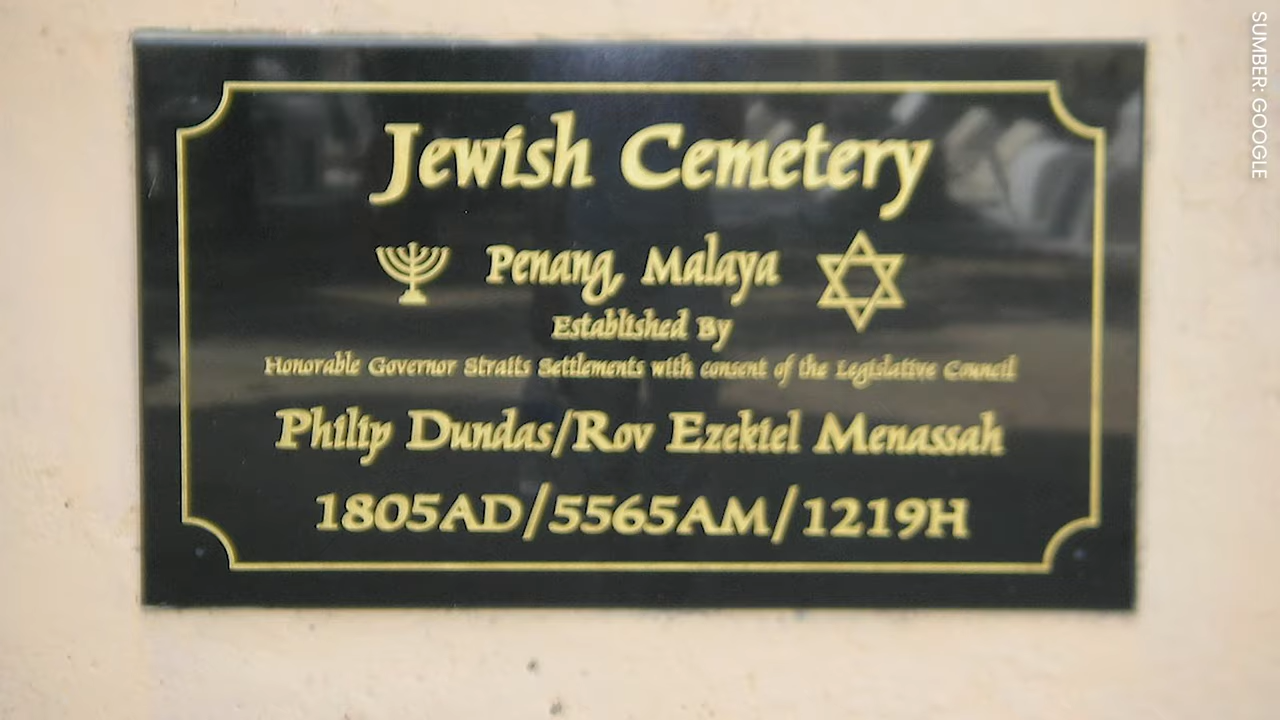 Jewish Cemetery
Penang, Malaya
Established By
Honorable Governor Straits Settlements with consent of the Legislative Council
Philip Dundas/Rov Ezekiel Menassah
1805AD/5565AM/1219H
SUMBER: GOOGLE